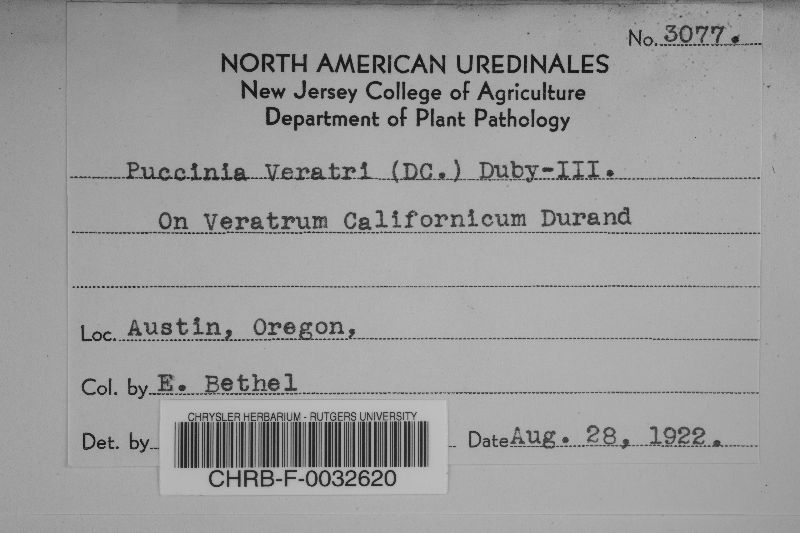 No. 3077.
NORTH AMERICAN UREDINALES
New Jersey College of Agriculture
Department of Plant Pathology
Puccinia Veratri (DC.) Duby-III.
On Veratrum Californicum Durand
Loc. Austin, Oregon,
Col. by E. Bethel
Det. by
Date Aug. 28, 1922.
CHRYSLER HERBARIUM - RUTGERS UNIVERSITY
CHRB-F-0032620